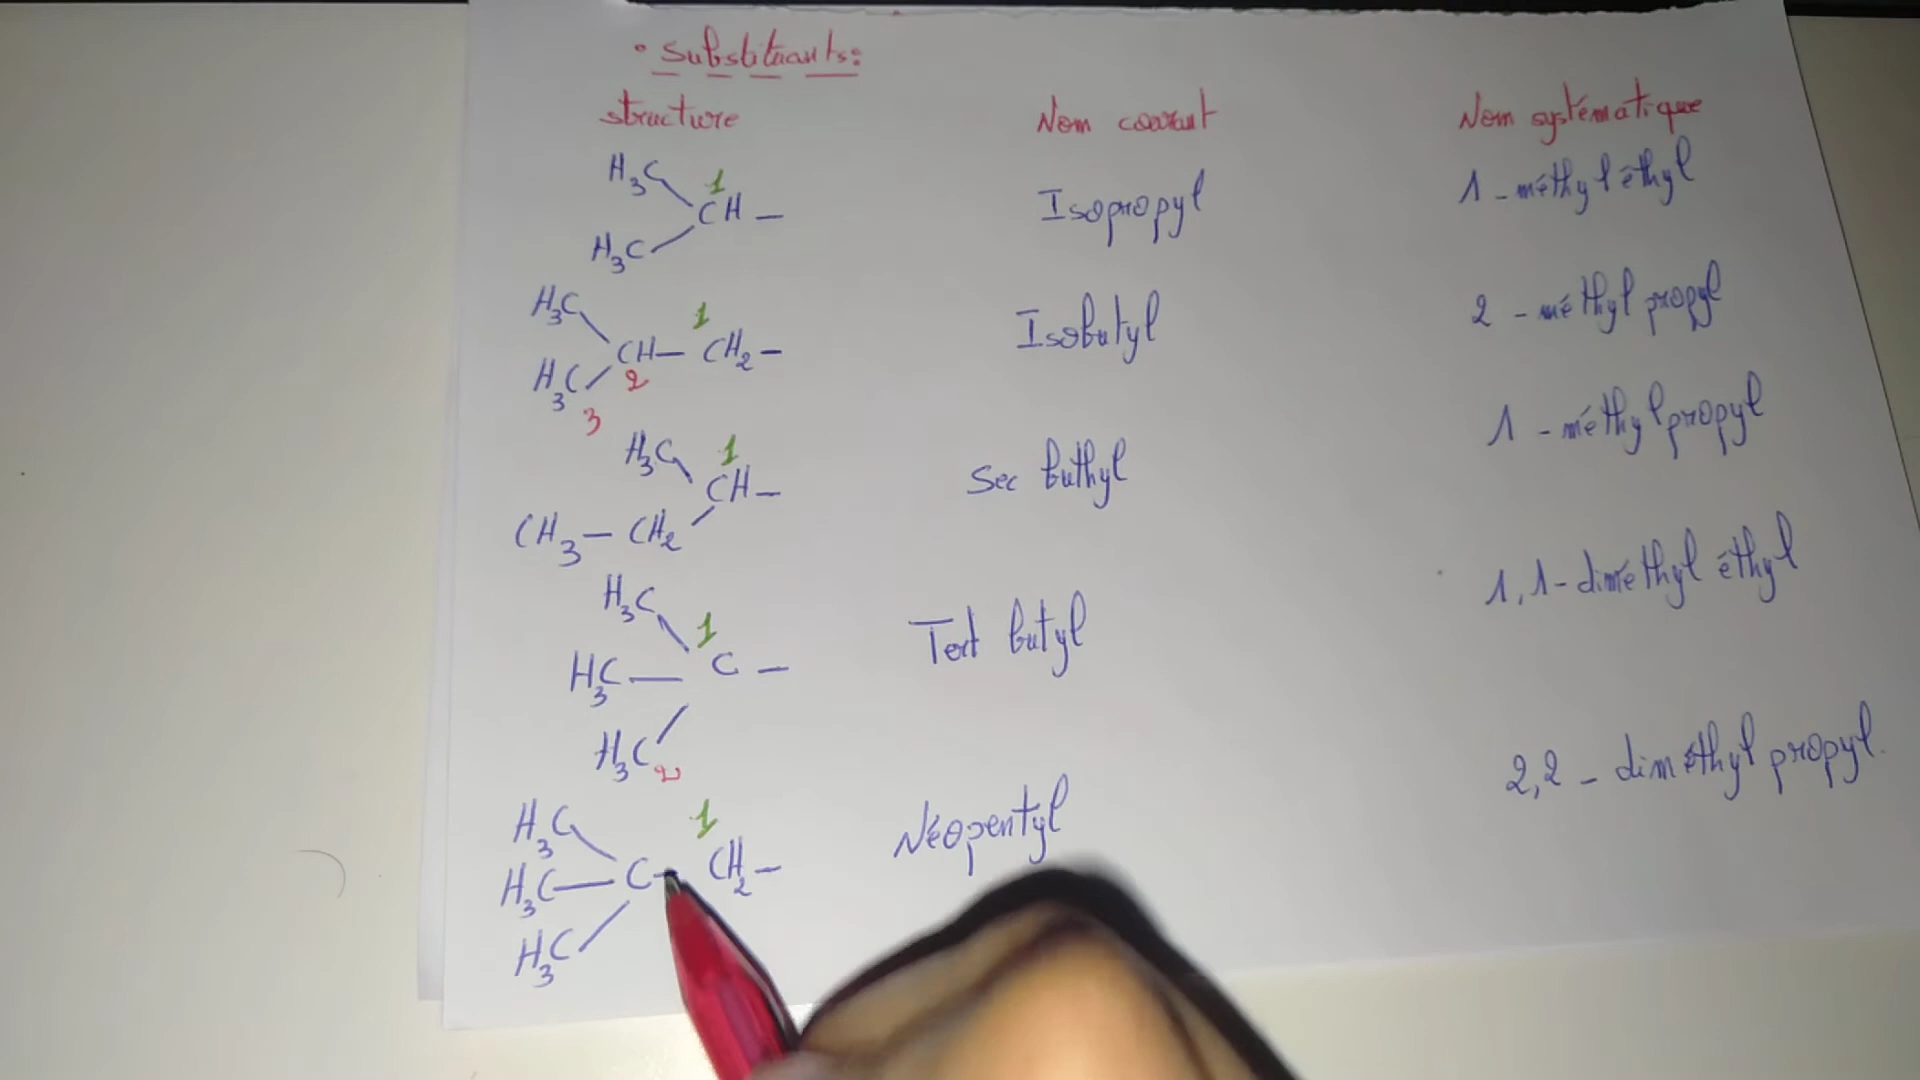 • Substituants:
structure Nom courant Nom systématique
H3C 1
CH – Isopropyl 1 - méthyl éthyl
H3C
H3C 1
CH – CH2 – Isobutyl 2 - méthyl propyl
H3C 2
3
H3C 1
CH – Sec buthyl 1 - méthyl propyl
CH3 – CH2
H3C 1
H3C — C – Tert butyl 1,1 - diméthyl éthyl
H3C 2
H3C 1
H3C — C – CH2 – Néopentyl 2,2 - diméthyl propyl.
H3C